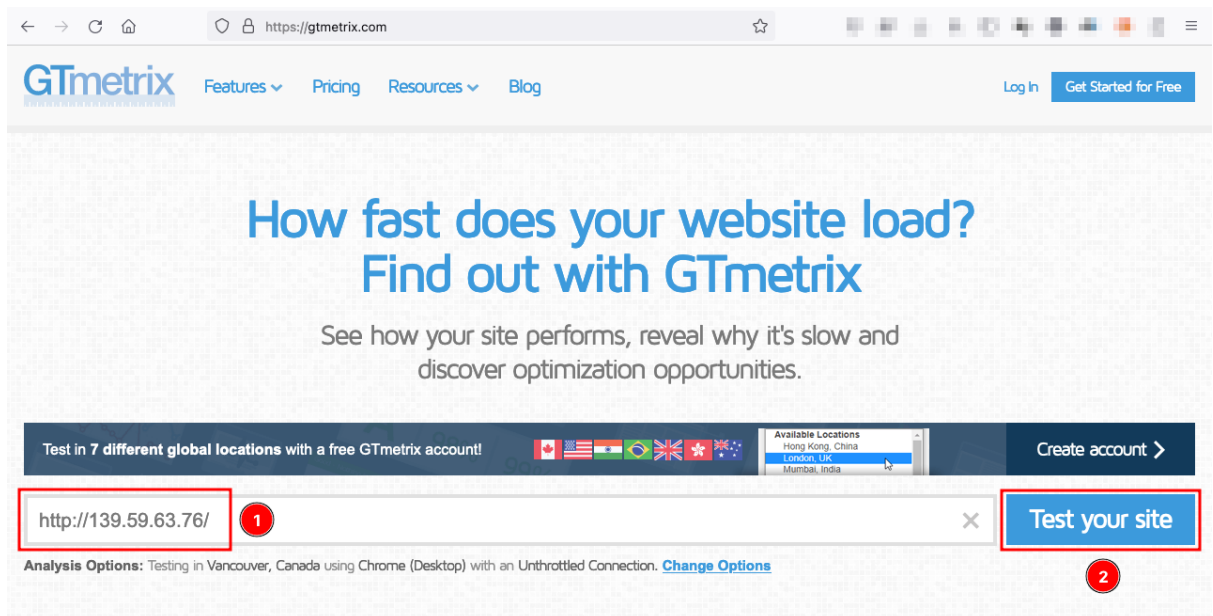 https://gtmetrix.com
GTmetrix Features Pricing Resources Blog Log In Get Started for Free
How fast does your website load?
Find out with GTmetrix
See how your site performs, reveal why it's slow and
discover optimization opportunities.
Test in 7 different global locations with a free GTmetrix account!
Available Locations
Hong Kong, China
London, UK
Mumbai, India
Create account
http://139.59.63.76/ 1 Test your site
Analysis Options: Testing in Vancouver, Canada using Chrome (Desktop) with an Unthrottled Connection. Change Options
2